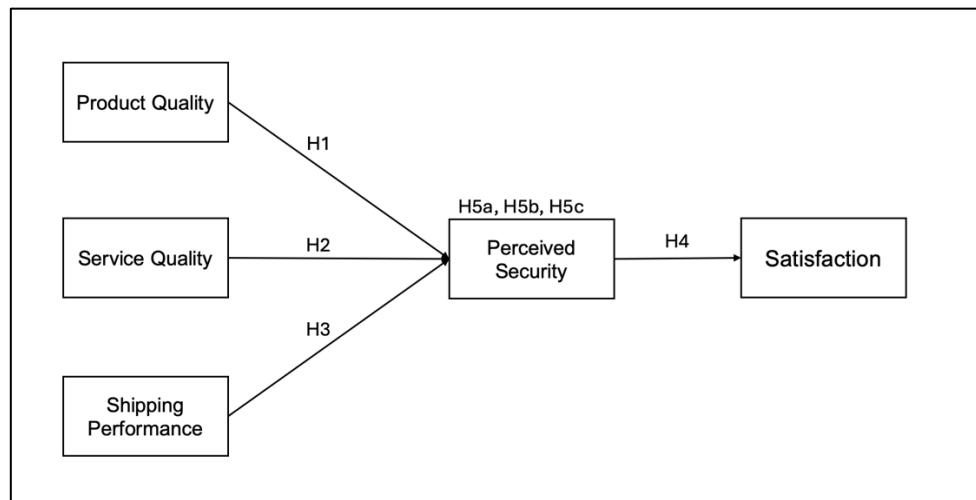 Product Quality
H1
Service Quality
H2
H3
Shipping
Performance
H5a, H5b, H5c
Perceived
Security
H4
Satisfaction